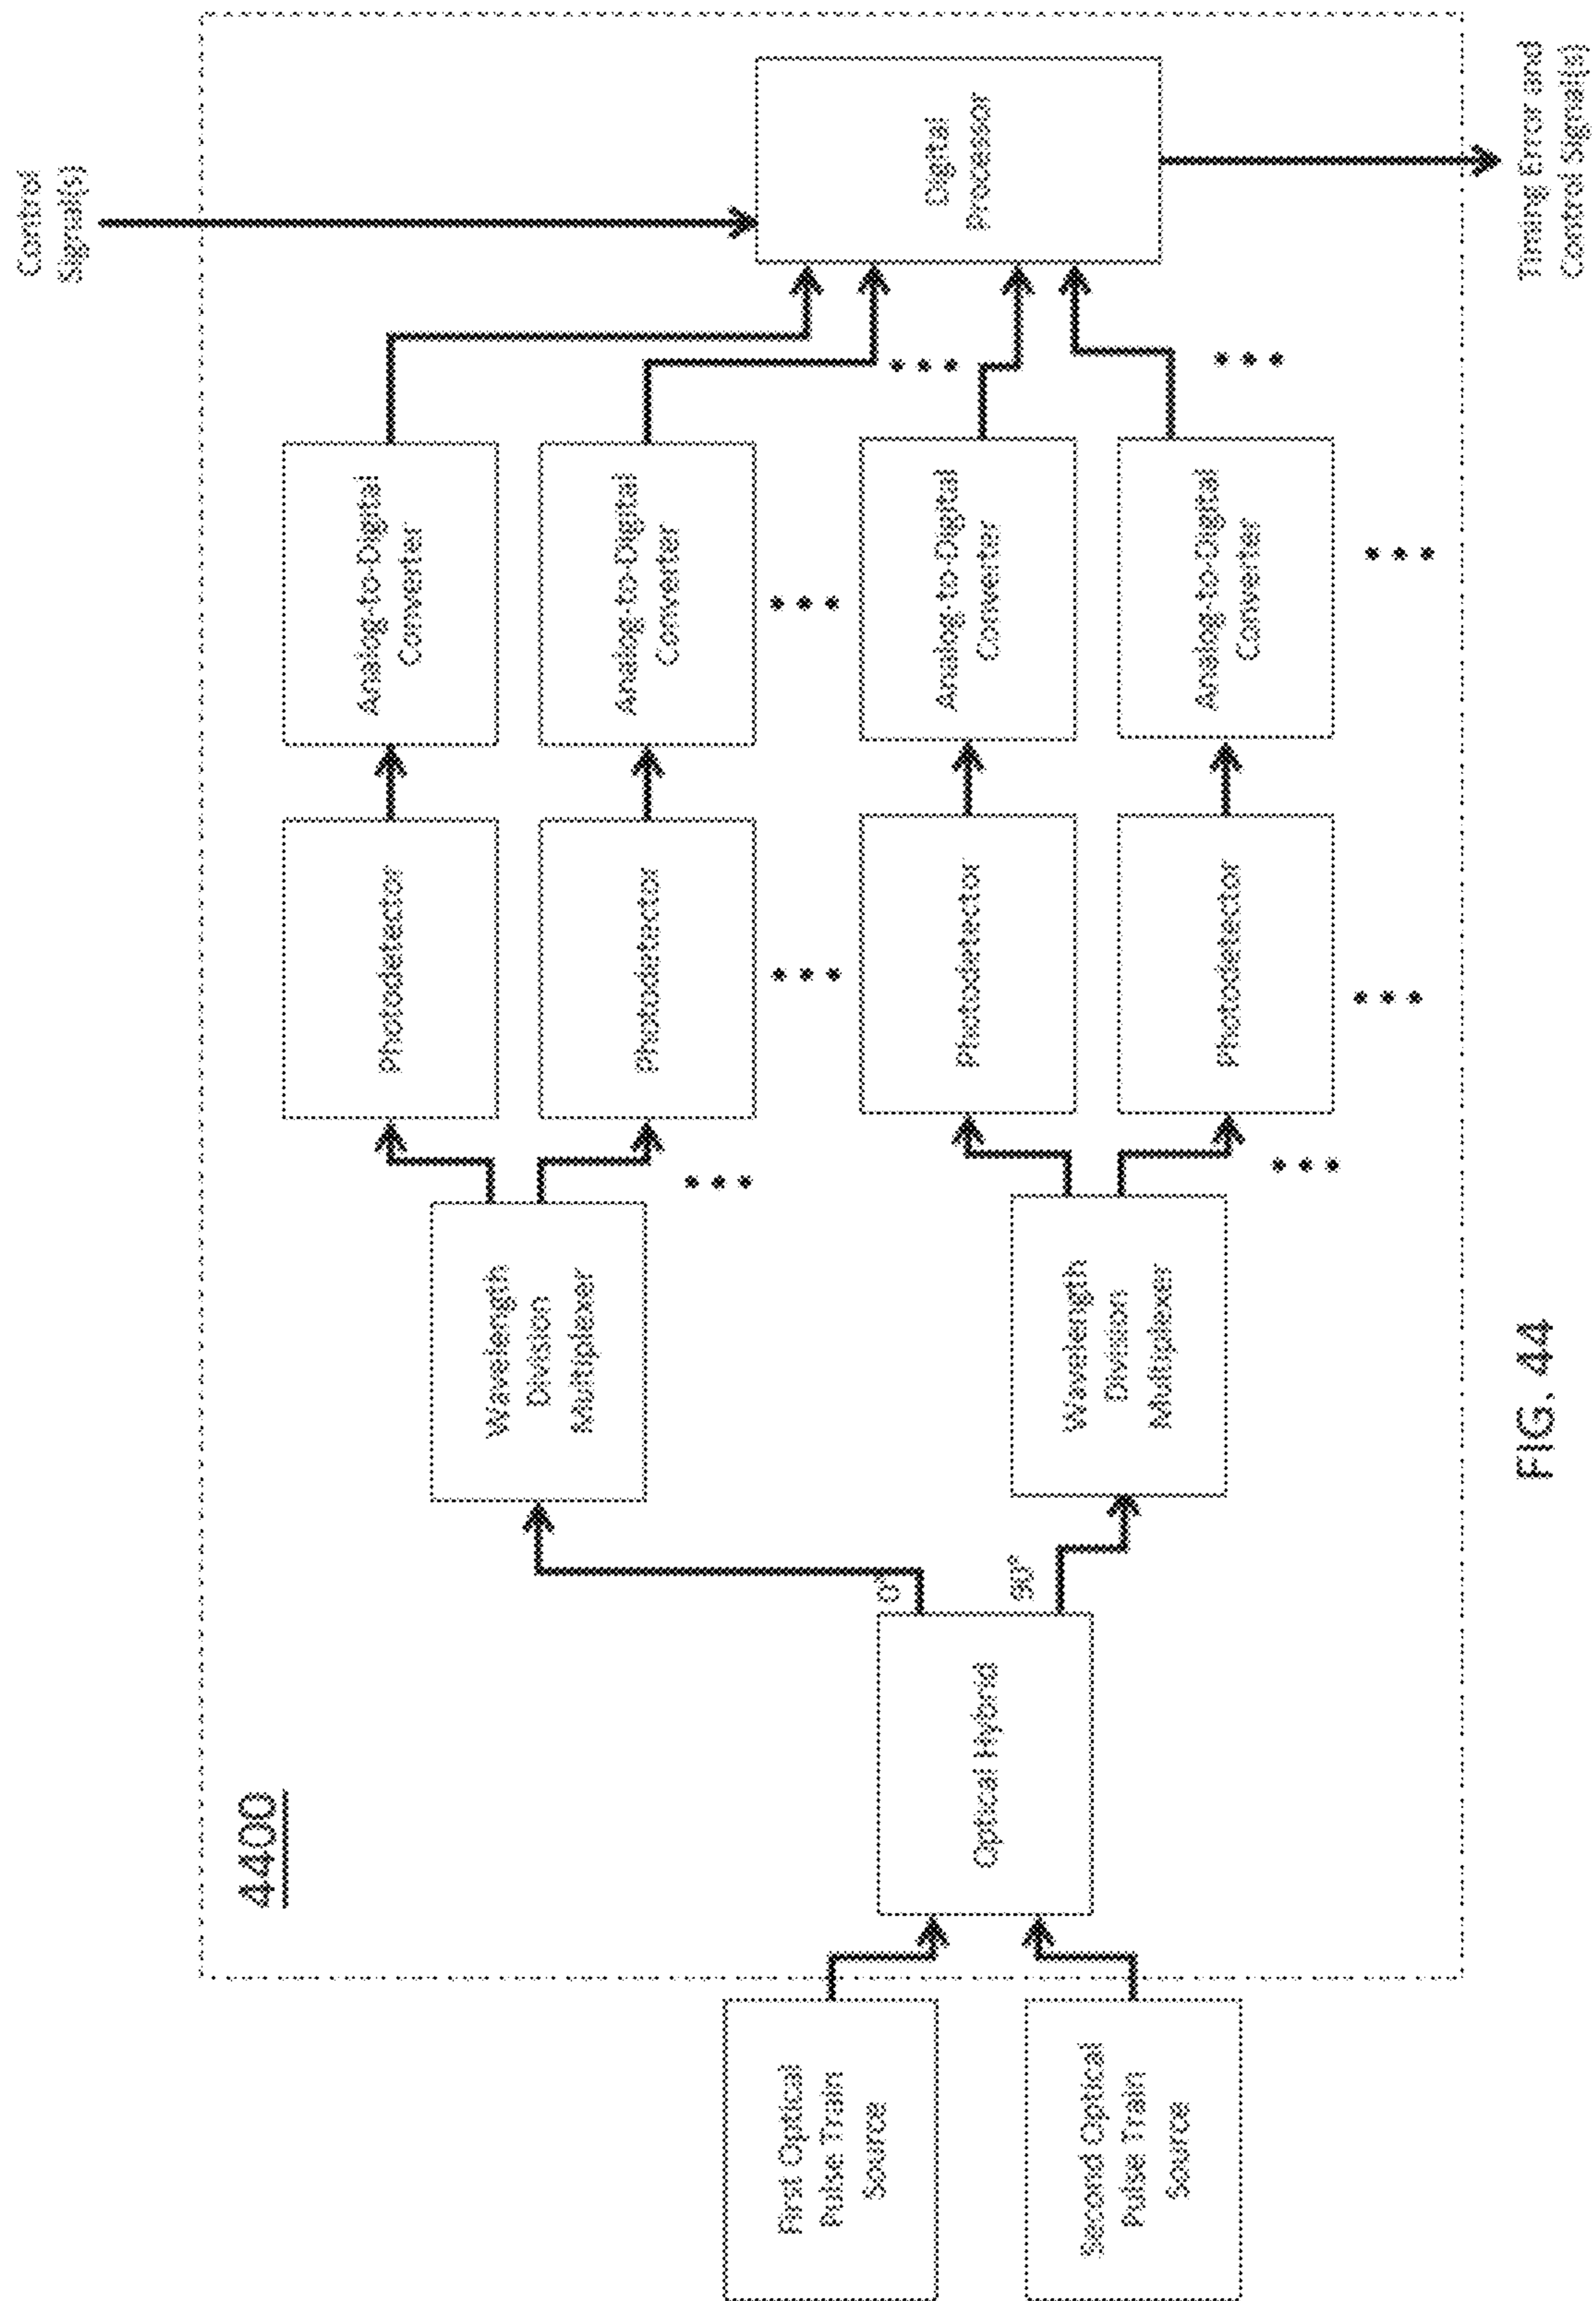 4400
First Optical
Pulse Train
Source
Second Optical
Pulse Train
Source
Optical Hybrid
0°
90°
Wavelength
Division
Multiplexer
Wavelength
Division
Multiplexer
Photodetector
Photodetector
Photodetector
Photodetector
Analog-to-Digital
Converter
Analog-to-Digital
Converter
Analog-to-Digital
Converter
Analog-to-Digital
Converter
Control
Signal(s)
Digital
Processor
Timing Error and
Control Signal(s)
FIG. 44